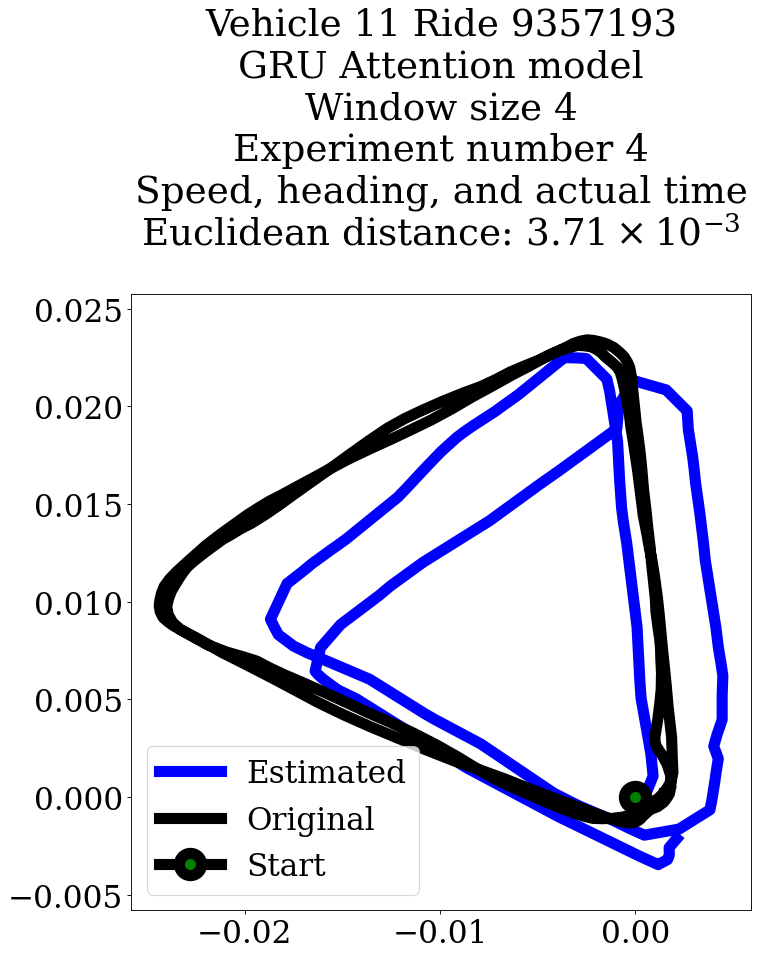 Vehicle 11 Ride 9357193
GRU Attention model
Window size 4
Experiment number 4
Speed, heading, and actual time
Euclidean distance: 3.71 × 10⁻³
0.025
0.020
0.015
0.010
0.005
0.000
−0.005
Estimated
Original
Start
−0.02 −0.01 0.00